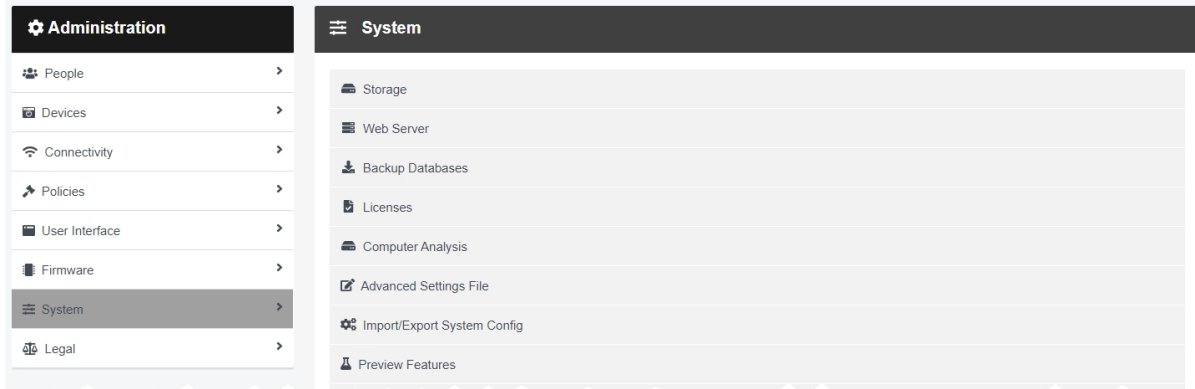 Administration
People
Devices
Connectivity
Policies
User Interface
Firmware
System
Legal
System
Storage
Web Server
Backup Databases
Licenses
Computer Analysis
Advanced Settings File
Import/Export System Config
Preview Features